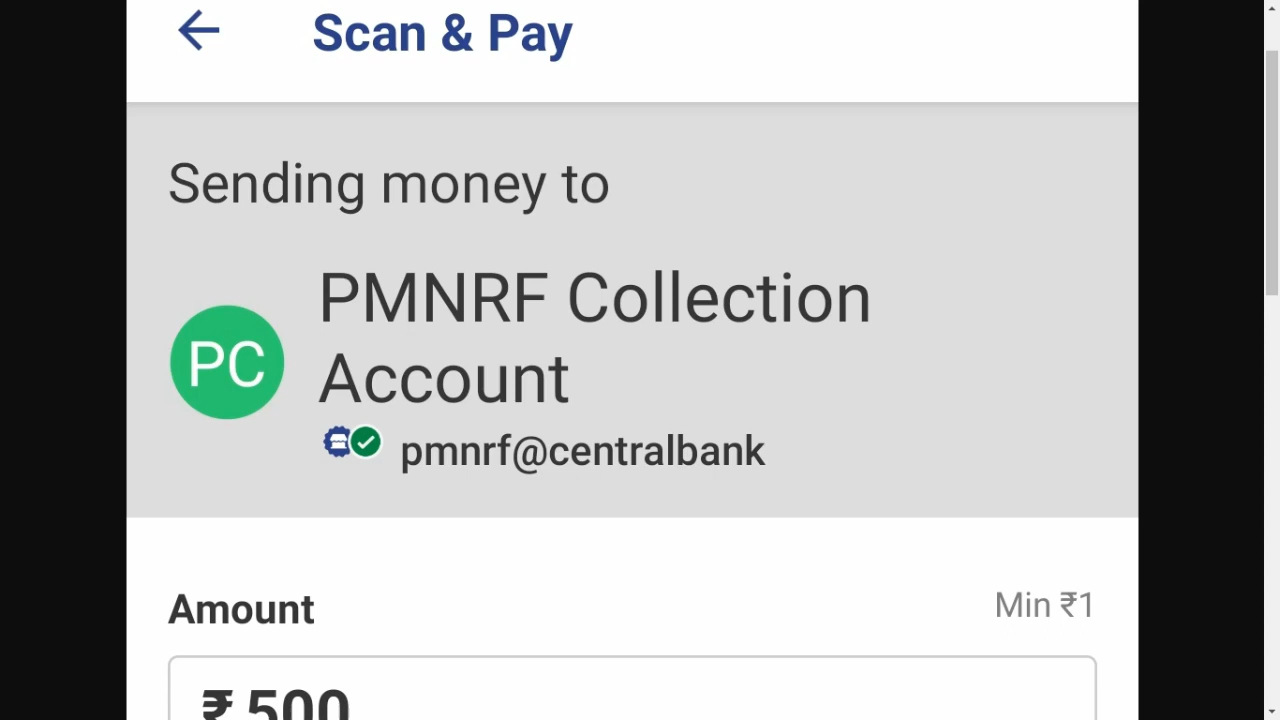 Scan & Pay
Sending money to
PMNRF Collection
Account
PC
pmnrf@centralbank
Amount
Min ₹1
₹ 500